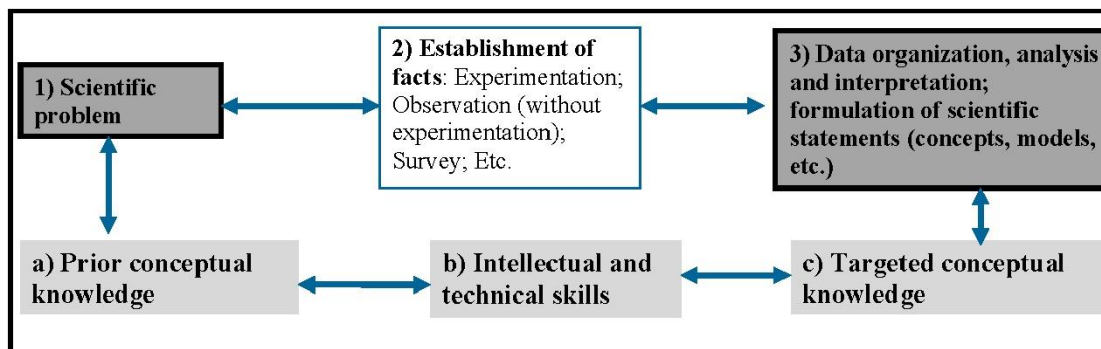 1) Scientific
problem
2) Establishment of
facts: Experimentation;
Observation (without
experimentation);
Survey; Etc.
3) Data organization, analysis
and interpretation;
formulation of scientific
statements (concepts, models,
etc.)
a) Prior conceptual
knowledge
b) Intellectual and
technical skills
c) Targeted conceptual
knowledge